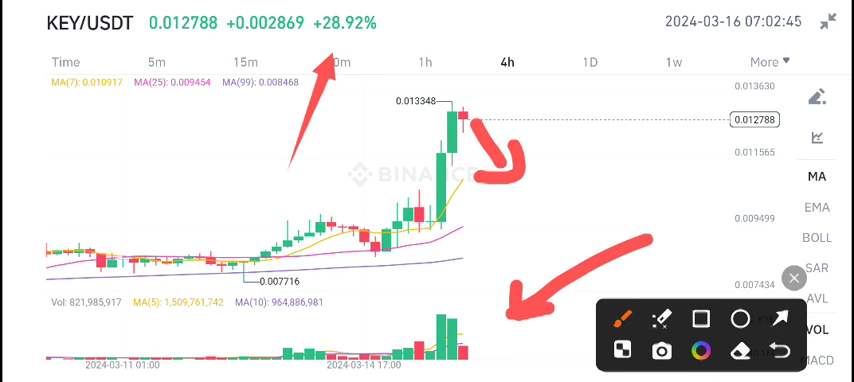 KEY/USDT 0.012788 +0.002869 +28.92% 2024-03-16 07:02:45
Time 5m 15m 0m 1h 4h 1D 1w More
MA(7): 0.010917 MA(25): 0.009454 MA(99): 0.008468
0.013630
0.013348
0.012788
0.011565
BINANCE
MA
EMA
0.009499
BOLL
SAR
0.007716
0.007434
AVL
Vol: 821,985,917 MA(5): 1,509,761,742 MA(10): 964,886,981
VOL
MACD
2024-03-11 01:00 2024-03-14 17:00